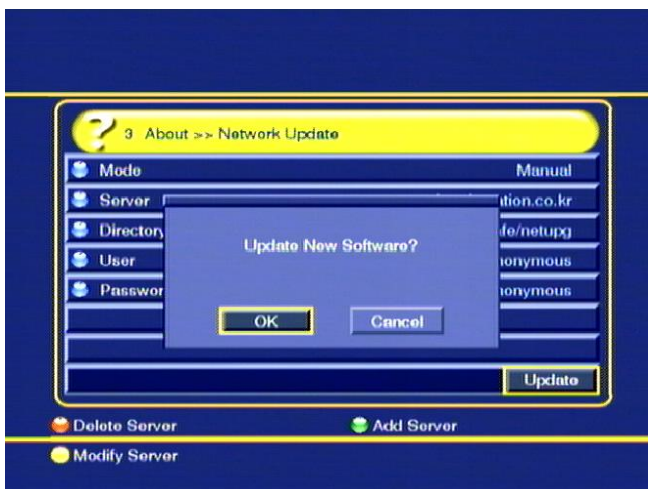 ? 3 About >> Network Update
Mode Manual
Server tion.co.kr
Directory fe/netupg
User onymous
Passwor onymous
Update New Software?
OK Cancel
Update
Delete Server Add Server
Modify Server